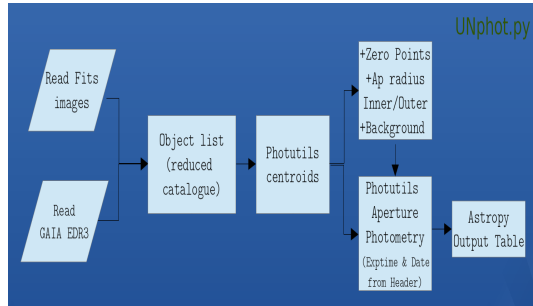 UNphot.py
Read Fits
images
Read
GAIA EDR3
Object list
(reduced
catalogue)
Photutils
centroids
+Zero Points
+Ap radius
Inner/Outer
+Background
Photutils
Aperture
Photometry
(Exptime & Date
from Header)
Astropy
Output Table